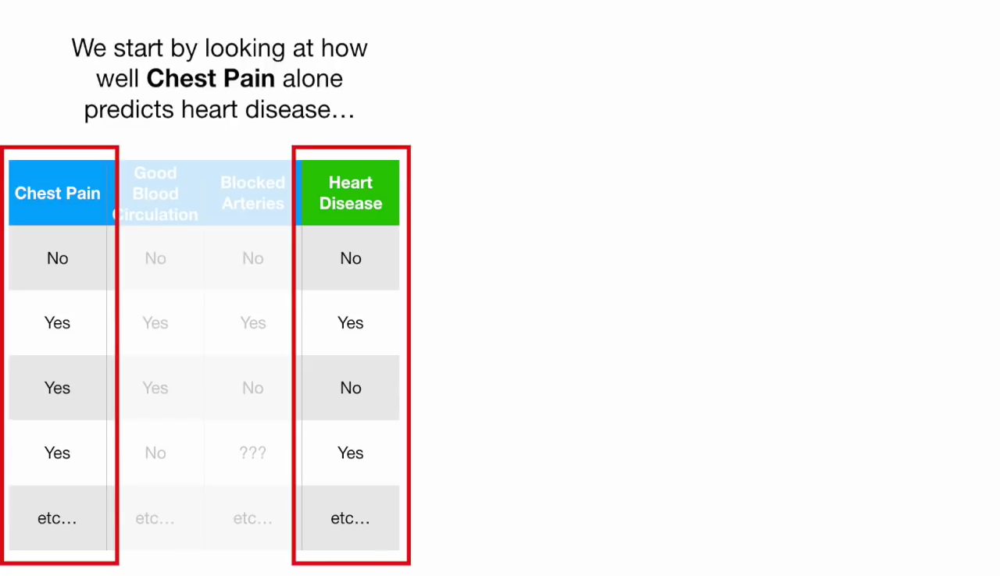 We start by looking at how
well Chest Pain alone
predicts heart disease…
Chest Pain Good Blood Circulation Blocked Arteries Heart Disease
No No No No
Yes Yes Yes Yes
Yes Yes No No
Yes No ??? Yes
etc… etc… etc… etc…